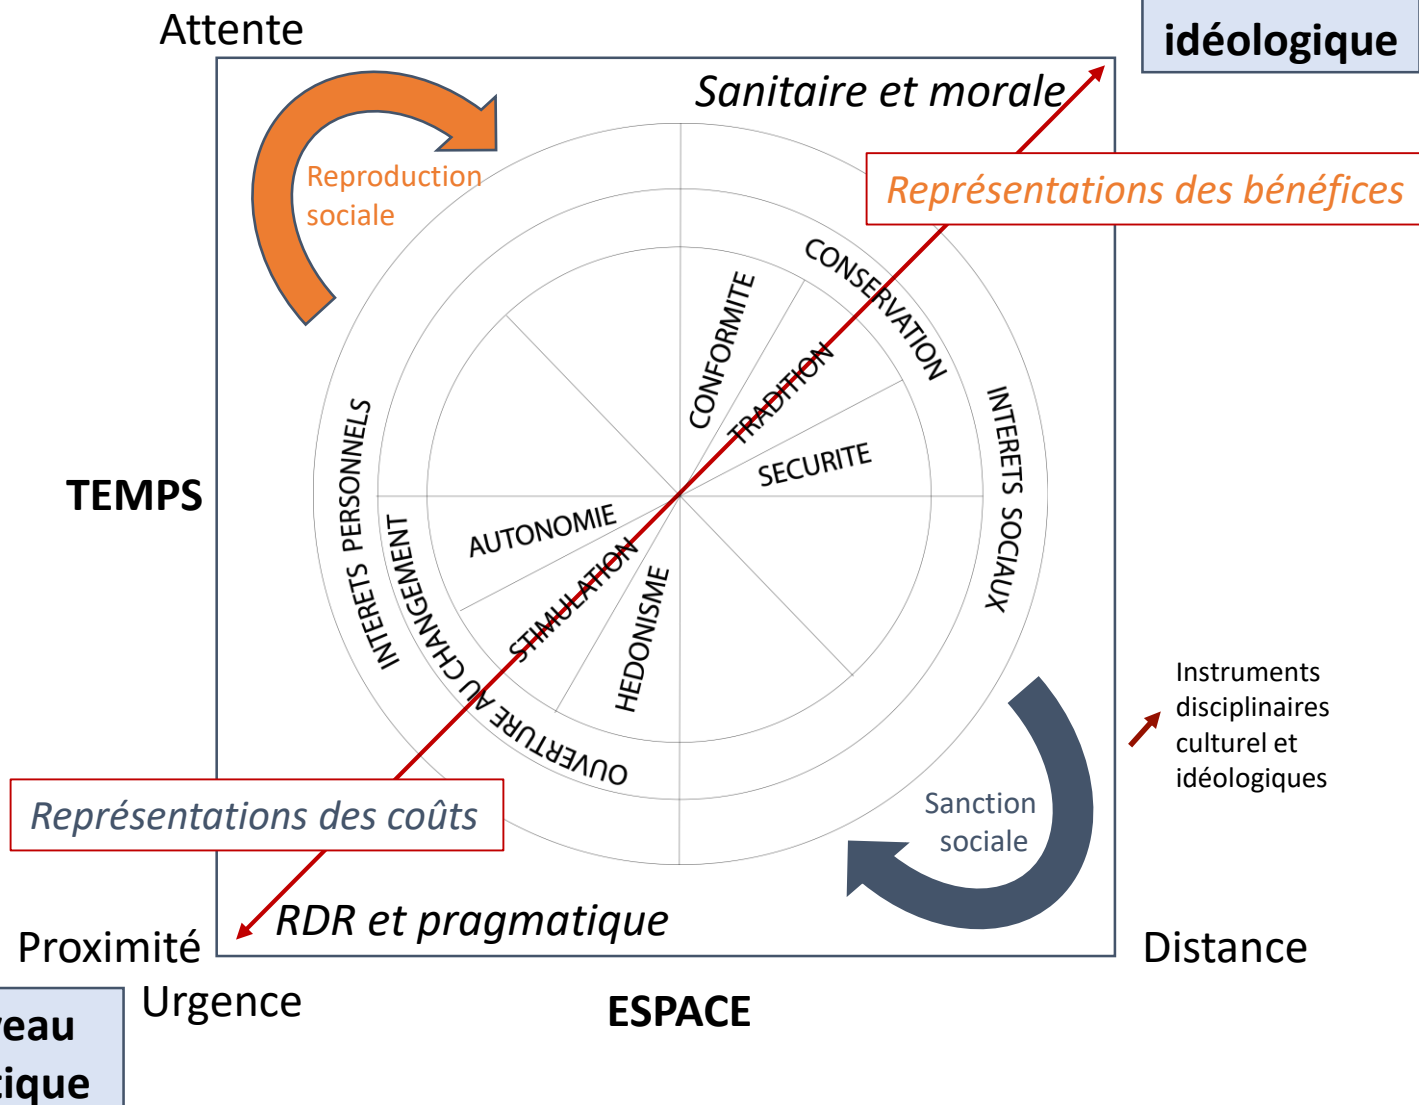 Attente
idéologique
Sanitaire et morale
Reproduction
sociale
Représentations des bénéfices
CONSERVATION
CONFORMITE
TRADITION
SECURITE
INTERETS PERSONNELS
INTERETS SOCIAUX
TEMPS
AUTONOMIE
STIMULATION
HEDONISME
OUVERTURE AU CHANGEMENT
Instruments
disciplinaires
culturel et
idéologiques
Représentations des coûts
Sanction
sociale
RDR et pragmatique
Proximité
Distance
Urgence
ESPACE
veau
tique